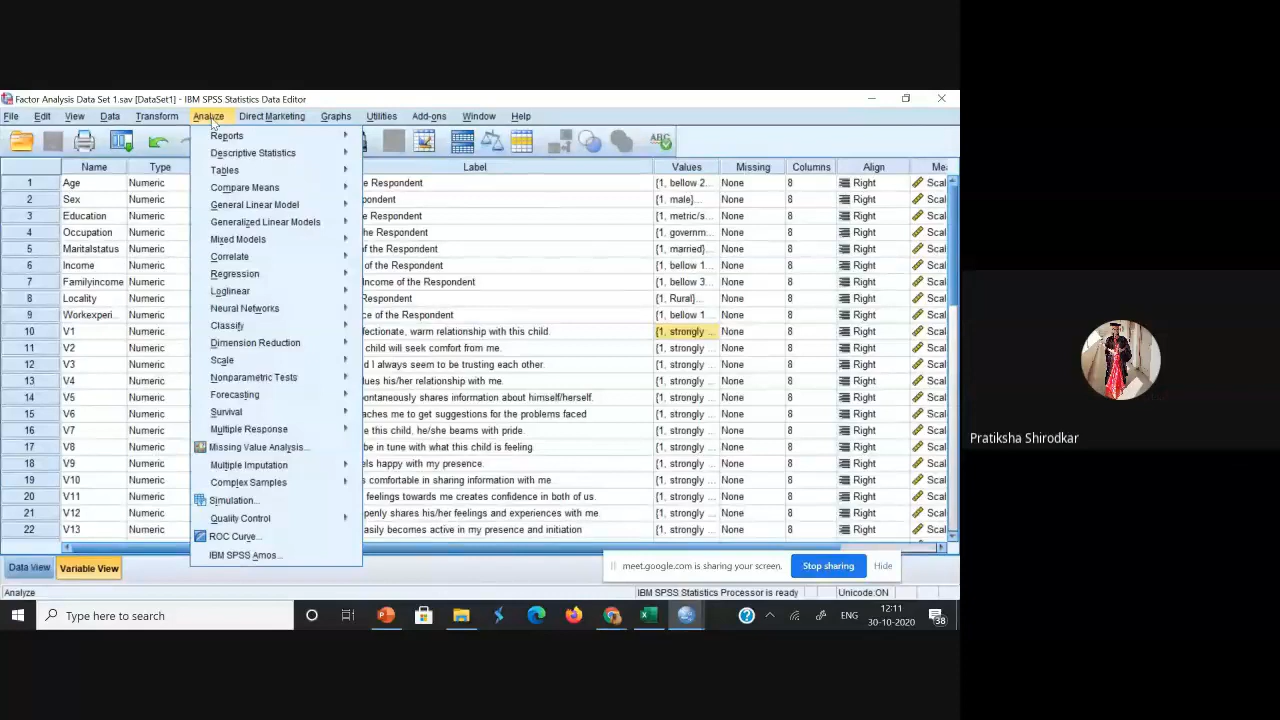 Factor Analysis Data Set 1.sav [DataSet1] - IBM SPSS Statistics Data Editor
File Edit View Data Transform Analyze Direct Marketing Graphs Utilities Add-ons Window Help
Reports
Descriptive Statistics
Tables
Compare Means
General Linear Model
Generalized Linear Models
Mixed Models
Correlate
Regression
Loglinear
Neural Networks
Classify
Dimension Reduction
Scale
Nonparametric Tests
Forecasting
Survival
Multiple Response
Missing Value Analysis...
Multiple Imputation
Complex Samples
Simulation...
Quality Control
ROC Curve...
IBM SPSS Amos...
Name Type Label Values Missing Columns Align Mea
1 Age Numeric e Respondent {1, bellow 2... None 8 Right Scal
2 Sex Numeric pondent {1, male}... None 8 Right Scal
3 Education Numeric e Respondent {1, metric/s... None 8 Right Scal
4 Occupation Numeric of the Respondent {1, governm... None 8 Right Scal
5 Maritalstatus Numeric of the Respondent {1, married}... None 8 Right Scal
6 Income Numeric of the Respondent {1, bellow 1... None 8 Right Scal
7 Familyincome Numeric Income of the Respondent {1, bellow 3... None 8 Right Scal
8 Locality Numeric Respondent {1, Rural}... None 8 Right Scal
9 Workexperi... Numeric ce of the Respondent {1, bellow 1... None 8 Right Scal
10 V1 Numeric fectionate, warm relationship with this child. {1, strongly ... None 8 Right Scal
11 V2 Numeric child will seek comfort from me. {1, strongly ... None 8 Right Scal
12 V3 Numeric d I always seem to be trusting each other. {1, strongly ... None 8 Right Scal
13 V4 Numeric lues his/her relationship with me. {1, strongly ... None 8 Right Scal
14 V5 Numeric ontaneously shares information about himself/herself. {1, strongly ... None 8 Right Scal
15 V6 Numeric aches me to get suggestions for the problems faced {1, strongly ... None 8 Right Scal
16 V7 Numeric this child, he/she beams with pride. {1, strongly ... None 8 Right Scal
17 V8 Numeric be in tune with what this child is feeling {1, strongly ... None 8 Right Scal
18 V9 Numeric els happy with my presence. {1, strongly ... None 8 Right Scal
19 V10 Numeric s comfortable in sharing information with me {1, strongly ... None 8 Right Scal
20 V11 Numeric feelings towards me creates confidence in both of us. {1, strongly ... None 8 Right Scal
21 V12 Numeric penly shares his/her feelings and experiences with me {1, strongly ... None 8 Right Scal
22 V13 Numeric easily becomes active in my presence and initiation {1, strongly ... None 8 Right Scal
Data View Variable View
meet.google.com is sharing your screen. Stop sharing Hide
Analyze IBM SPSS Statistics Processor is ready Unicode:ON
Type here to search
ENG
12:11
30-10-2020
38
Pratiksha Shirodkar